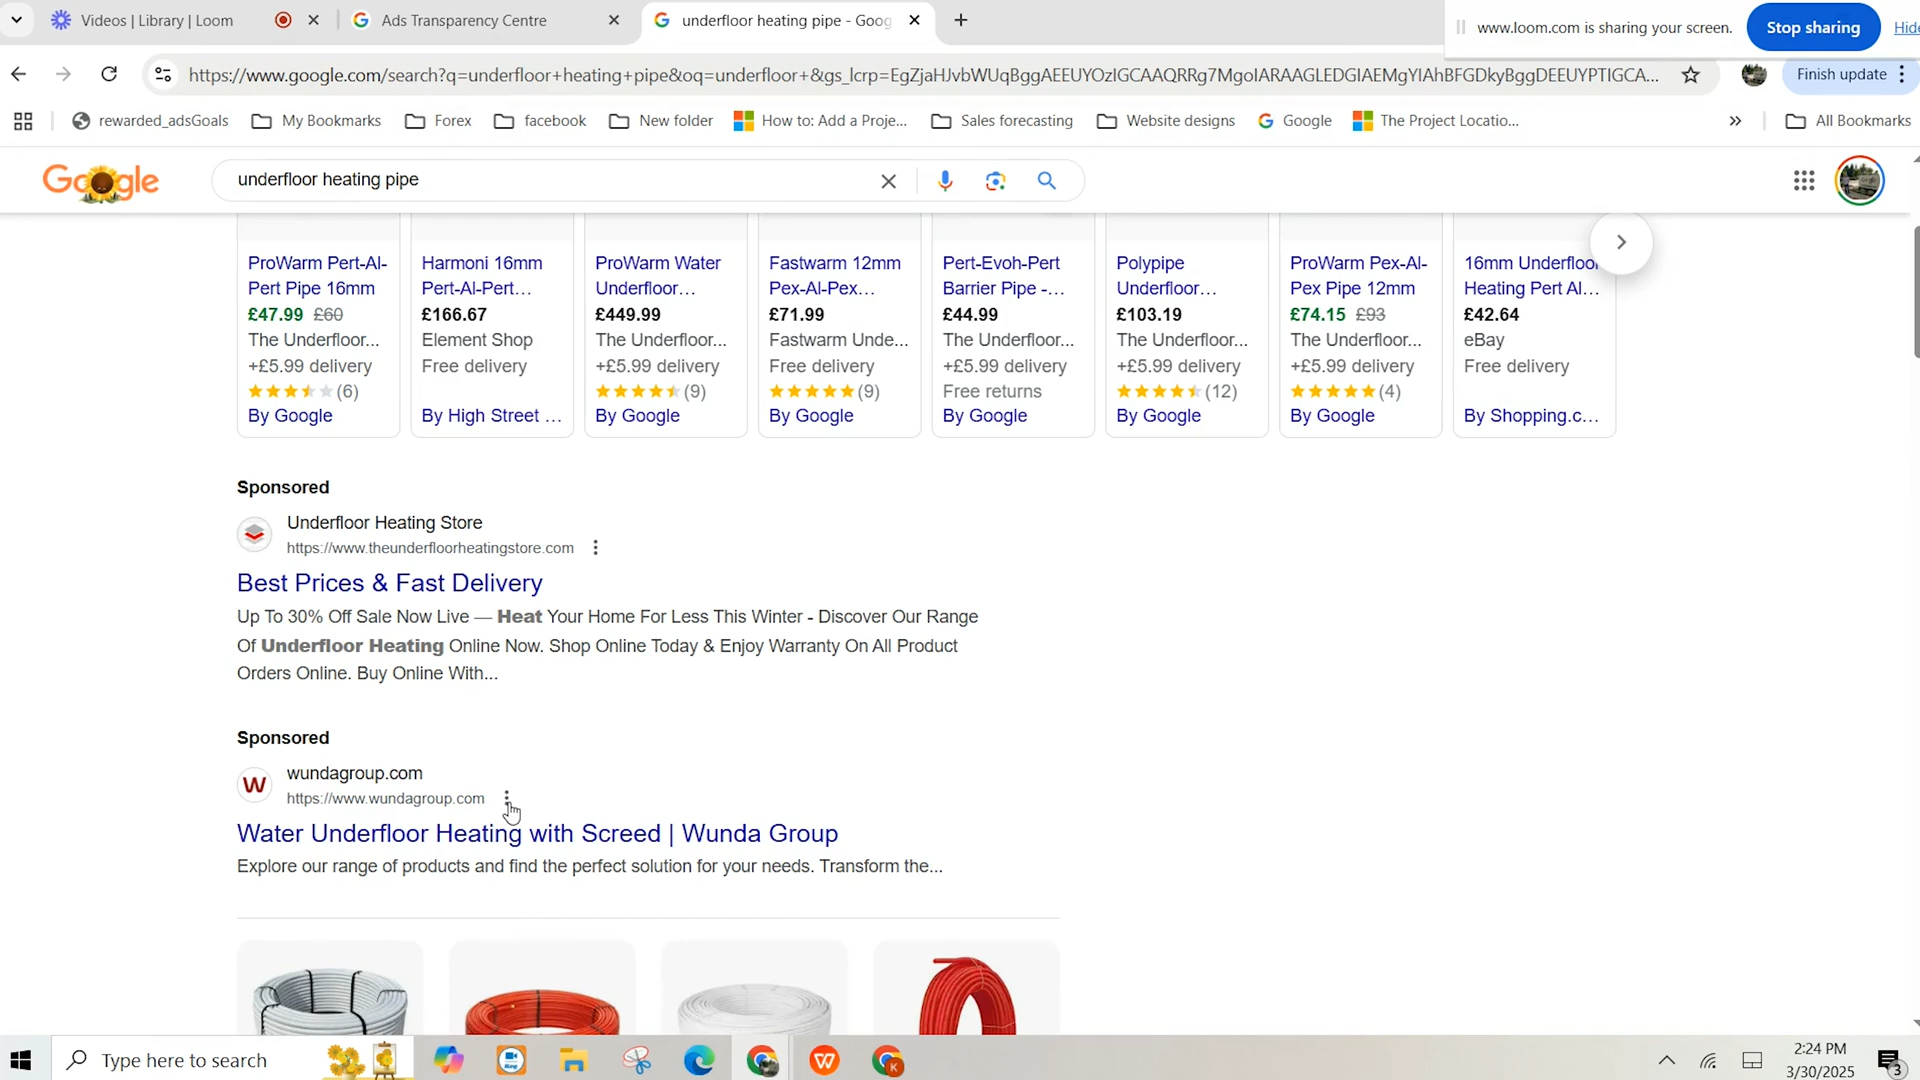 Videos | Library | Loom
Ads Transparency Centre
underfloor heating pipe - Goog
www.loom.com is sharing your screen.
Stop sharing
Hide
https://www.google.com/search?q=underfloor+heating+pipe&oq=underfloor+&gs_lcrp=EgZjaHJvbWUqBggAEEUYOzIGCAAQRRg7MgoIARAAGLEDGIAEMgYIAhBFGDkyBggDEEUYPTIGCA...
Finish update
rewarded_adsGoals
My Bookmarks
Forex
facebook
New folder
How to: Add a Proje...
Sales forecasting
Website designs
Google
The Project Locatio...
All Bookmarks
Google
underfloor heating pipe
ProWarm Pert-Al-
Pert Pipe 16mm
£47.99 £60
The Underfloor...
+£5.99 delivery
(6)
By Google
Harmoni 16mm
Pert-Al-Pert...
£166.67
Element Shop
Free delivery
By High Street ...
ProWarm Water
Underfloor...
£449.99
The Underfloor...
+£5.99 delivery
(9)
By Google
Fastwarm 12mm
Pex-Al-Pex...
£71.99
Fastwarm Unde...
Free delivery
(9)
By Google
Pert-Evoh-Pert
Barrier Pipe -...
£44.99
The Underfloor...
+£5.99 delivery
Free returns
By Google
Polypipe
Underfloor...
£103.19
The Underfloor...
+£5.99 delivery
(12)
By Google
ProWarm Pex-Al-
Pex Pipe 12mm
£74.15 £93
The Underfloor...
+£5.99 delivery
(4)
By Google
16mm Underfloor
Heating Pert Al...
£42.64
eBay
Free delivery
By Shopping.c...
Sponsored
Underfloor Heating Store
https://www.theunderfloorheatingstore.com
Best Prices & Fast Delivery
Up To 30% Off Sale Now Live — Heat Your Home For Less This Winter - Discover Our Range
Of Underfloor Heating Online Now. Shop Online Today & Enjoy Warranty On All Product
Orders Online. Buy Online With...
Sponsored
W
wundagroup.com
https://www.wundagroup.com
Water Underfloor Heating with Screed | Wunda Group
Explore our range of products and find the perfect solution for your needs. Transform the...
Type here to search
2:24 PM
3/30/2025
3